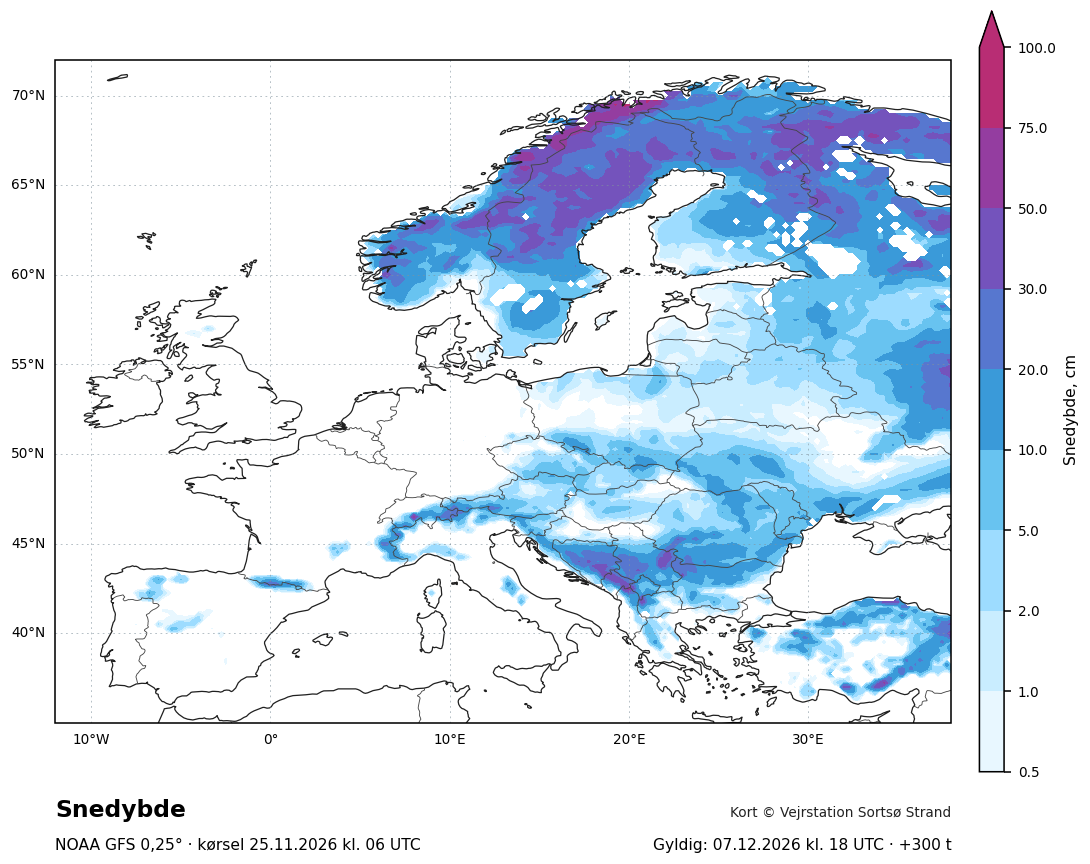 100.0
75.0
50.0
30.0
20.0
10.0
5.0
2.0
1.0
0.5
Snedybde, cm
70°N
65°N
60°N
55°N
50°N
45°N
40°N
10°W 0° 10°E 20°E 30°E
Snedybde
Kort © Vejrstation Sortsø Strand
NOAA GFS 0,25° · kørsel 25.11.2026 kl. 06 UTC
Gyldig: 07.12.2026 kl. 18 UTC · +300 t